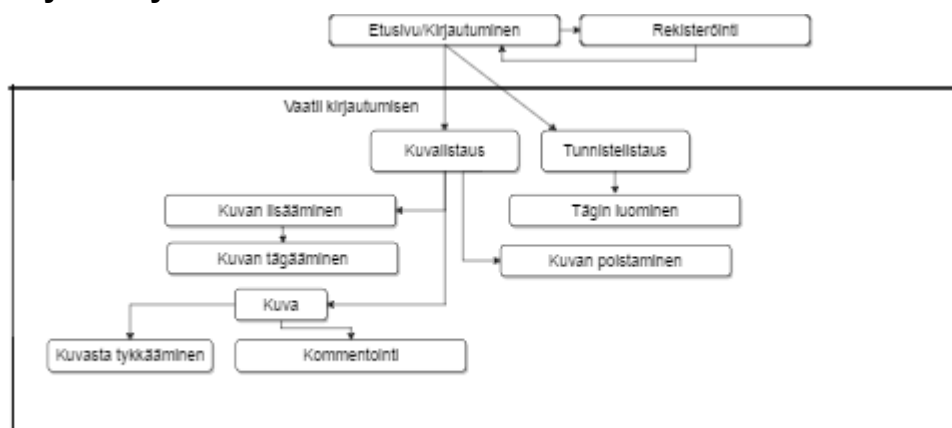 Etusivu/Kirjautuminen
Rekisteröinti
Vaatii kirjautumisen
Kuvalistaus
Tunnistelistaus
Kuvan lisääminen
Tägin luominen
Kuvan tägääminen
Kuvan poistaminen
Kuva
Kuvasta tykkääminen
Kommentointi